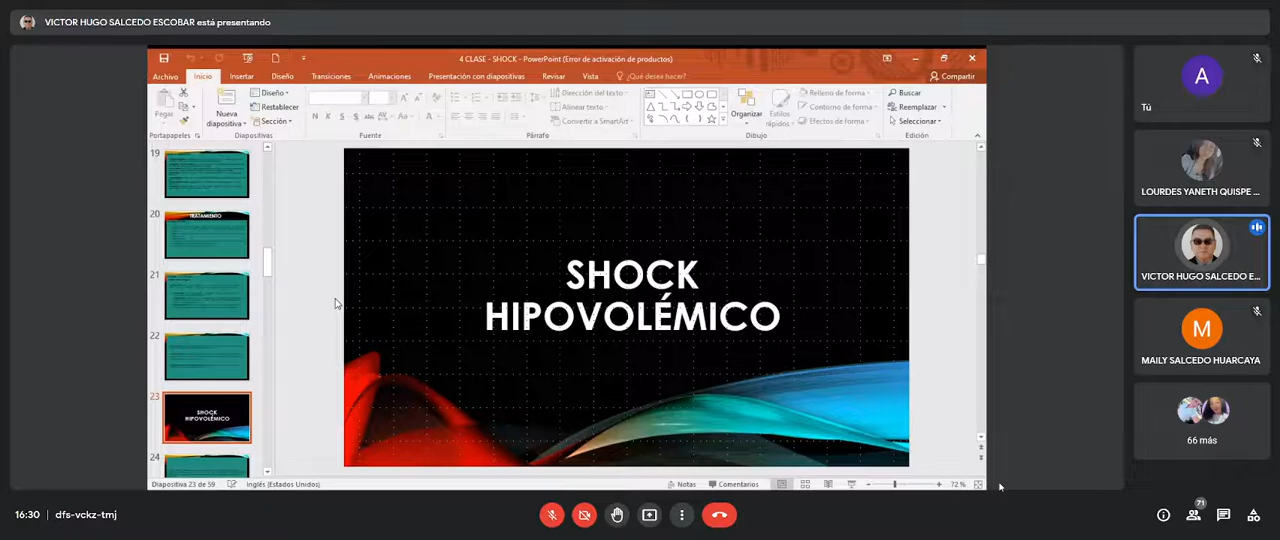 VICTOR HUGO SALCEDO ESCOBAR está presentando
4 CLASE - SHOCK - PowerPoint (Error de activación de productos)
Archivo Inicio Insertar Diseño Transiciones Animaciones Presentación con diapositivas Revisar Vista ¿Qué desea hacer? Compartir
Pegar
Nueva diapositiva
Diseño
Restablecer
Sección
Dirección del texto
Alinear texto
Convertir a SmartArt
Organizar
Estilos rápidos
Relleno de forma
Contorno de forma
Efectos de forma
Buscar
Reemplazar
Seleccionar
Portapapeles Diapositivas Fuente Párrafo Dibujo Edición
19
20
TRATAMIENTO
21
22
23
SHOCK
HIPOVOLÉMICO
24
SHOCK
HIPOVOLÉMICO
Diapositiva 23 de 59 Inglés (Estados Unidos) Notas Comentarios 72 %
A
Tú
LOURDES YANETH QUISPE ...
VICTOR HUGO SALCEDO E...
M
MAILY SALCEDO HUARCAYA
66 más
16:30 dfs-vckz-tmj
71